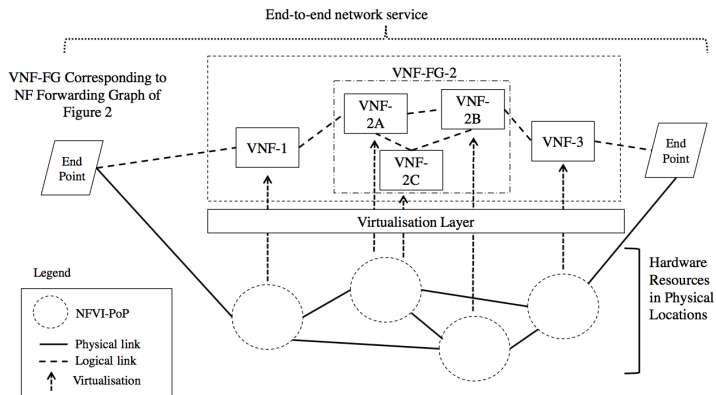 End-to-end network service
VNF-FG Corresponding to
NF Forwarding Graph of
Figure 2
VNF-FG-2
VNF-
2A
VNF-
2B
VNF-1
VNF-
2C
VNF-3
End
Point
End
Point
Virtualisation Layer
Hardware
Resources
in Physical
Locations
Legend
NFVI-PoP
Physical link
Logical link
Virtualisation